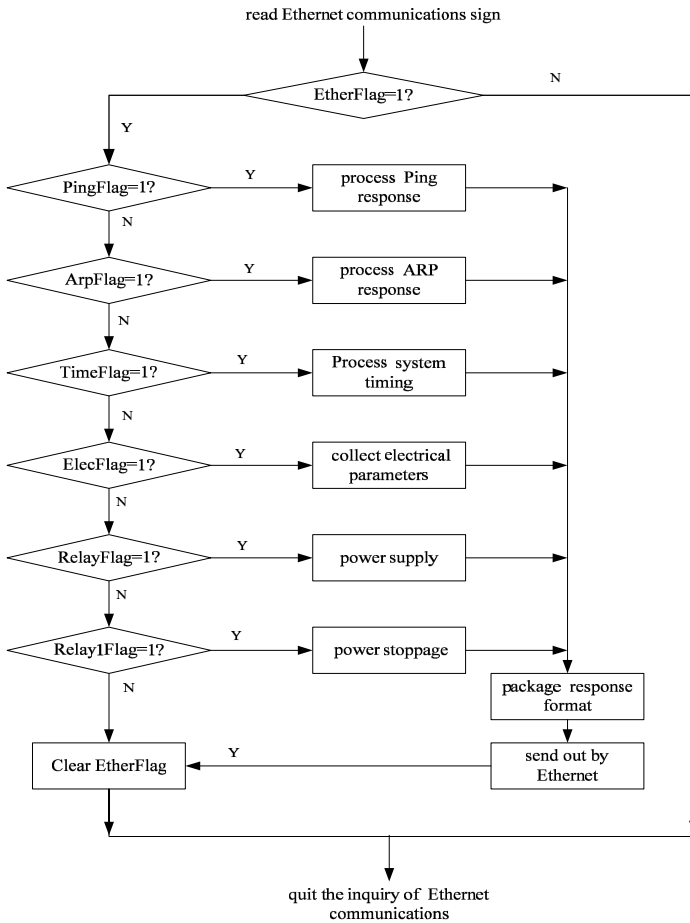 read Ethernet communications sign
EtherFlag=1?
N
Y
PingFlag=1?
Y
process Ping
response
N
ArpFlag=1?
Y
process ARP
response
N
TimeFlag=1?
Y
Process system
timing
N
ElecFlag=1?
Y
collect electrical
parameters
N
RelayFlag=1?
Y
power supply
N
Relay1Flag=1?
Y
power stoppage
N
package response
format
Clear EtherFlag
Y
send out by
Ethernet
quit the inquiry of Ethernet
communications